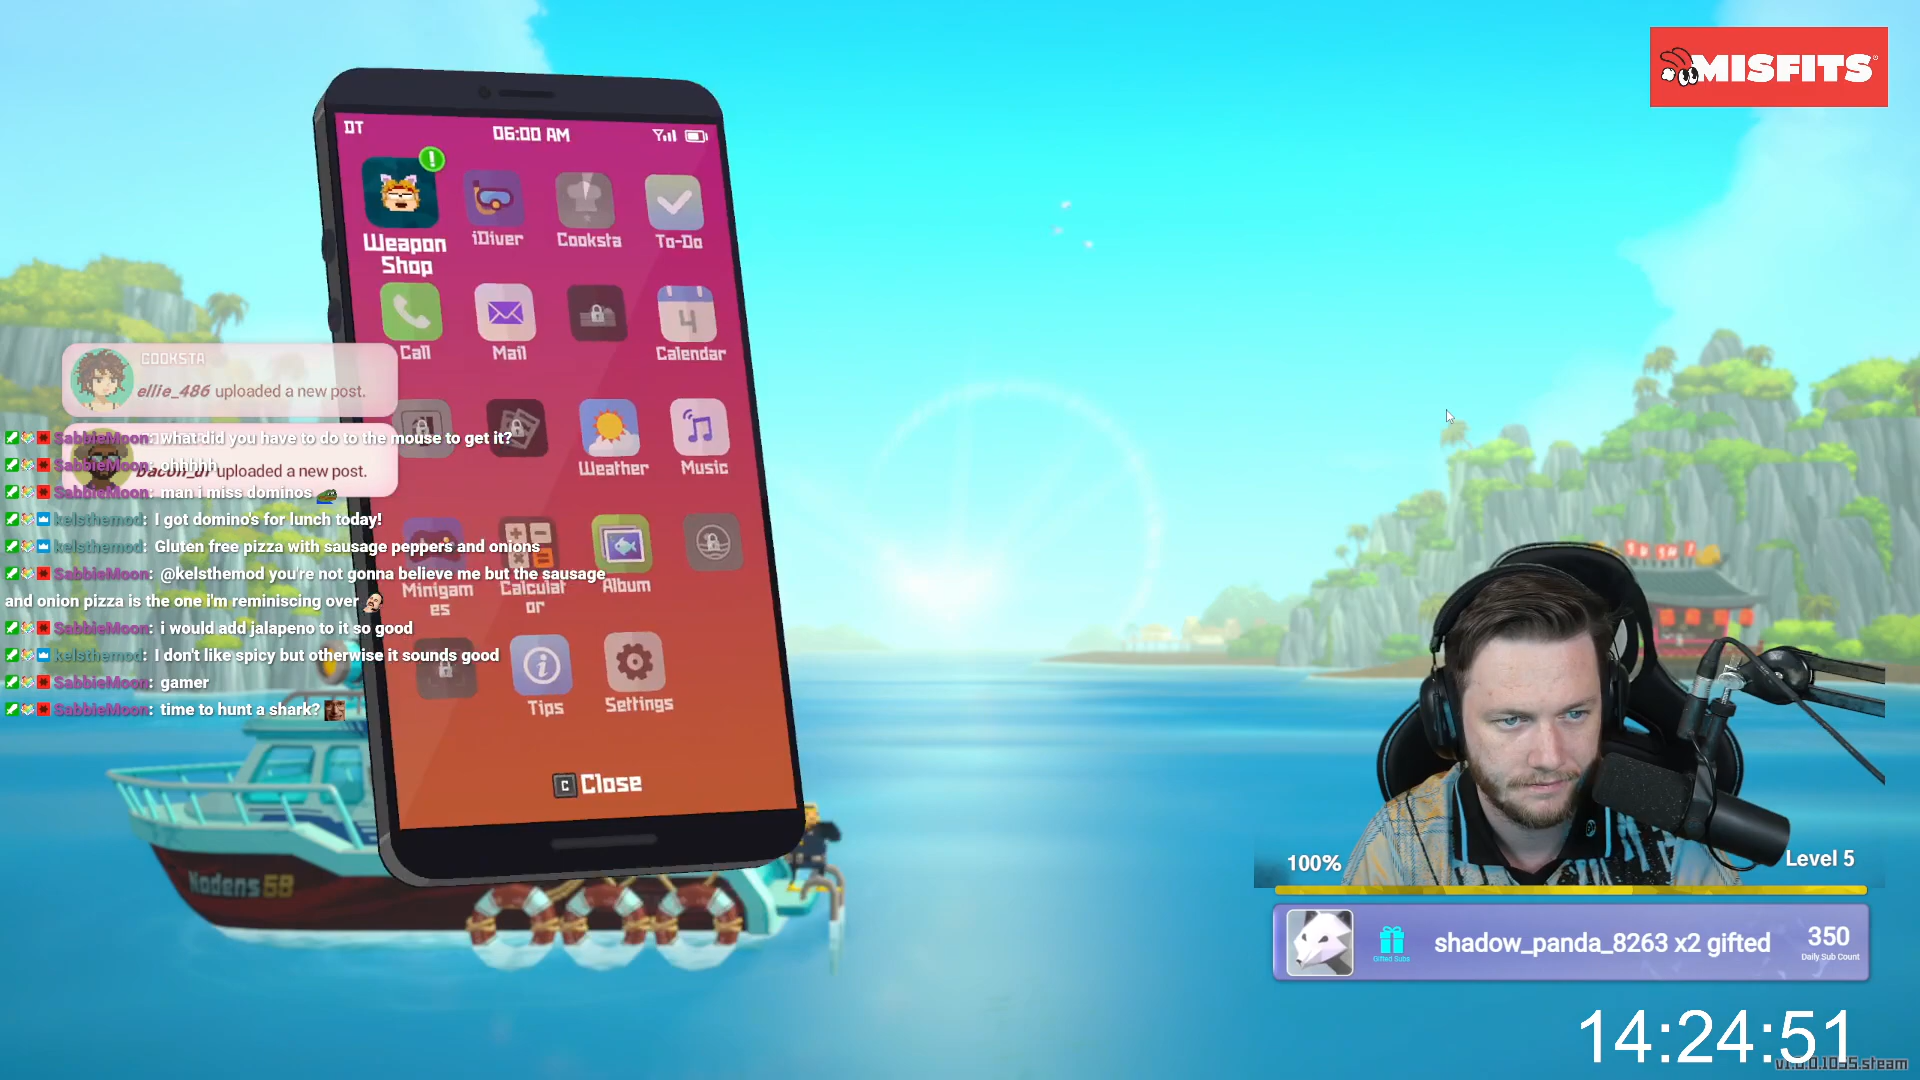 MISFITS
DT
06:00 AM
Weapon
Shop
iDiver
Cooksta
To-Do
Call
Mail
4
Calendar
Weather
Music
Minigam
es
Calculat
or
Album
Tips
Settings
C Close
COOKSTA
ellie_486 uploaded a new post.
uploaded a new post.
SabbieMoon: what did you have to do to the mouse to get it?
SabbieMoon: ohhhhh
SabbieMoon: man i miss dominos
kelsthemod: I got domino's for lunch today!
kelsthemod: Gluten free pizza with sausage peppers and onions
SabbieMoon: @kelsthemod you're not gonna believe me but the sausage
and onion pizza is the one i'm reminiscing over
SabbieMoon: i would add jalapeno to it so good
kelsthemod: I don't like spicy but otherwise it sounds good
SabbieMoon: gamer
SabbieMoon: time to hunt a shark?
Nodens 68
SUSHI
100%
Level 5
Gifted Subs
shadow_panda_8263 x2 gifted
350
Daily Sub Count
14:24:51